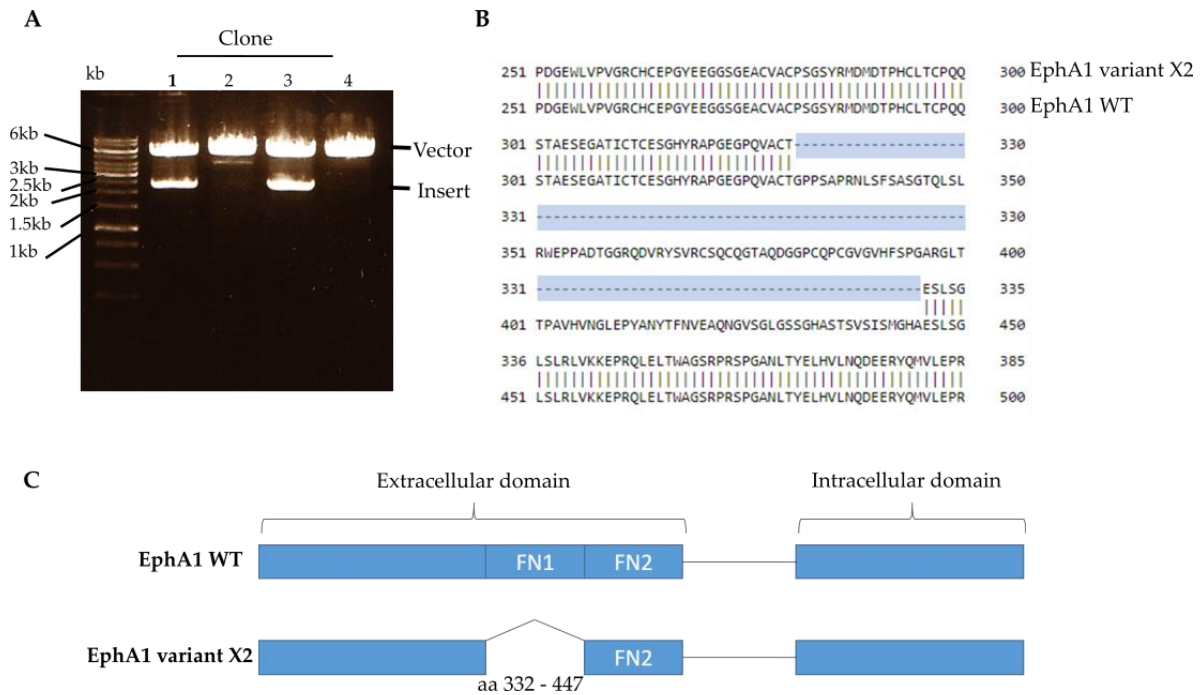 A
Clone
kb
1 2 3 4
6kb
3kb
2.5kb
2kb
1.5kb
1kb
Vector
Insert
B
251 PDGEWLVPVGRCHCEPGYEEGGSGEACVACPSGSYRMDMDTPHCLTCPQQ 300 EphA1 variant X2
251 PDGEWLVPVGRCHCEPGYEEGGSGEACVACPSGSYRMDMDTPHCLTCPQQ 300 EphA1 WT
301 STAESEGATICTCESGHYRAPGEGPQVACT-------------------- 330
301 STAESEGATICTCESGHYRAPGEGPQVACTGPPSAPRNLSFSASGTQLSL 350
331 -------------------------------------------------- 330
351 RWEPPADTGGRQDVRYSVRCSQCQGTAQDGGPCQPCGVGVHFSPGARGLT 400
331 ---------------------------------------------ESLSG 335
401 TPAVHVNGLEPYANYTFNVEAQNGVSGLGSSGHASTSVSISMGHAESLSG 450
336 LSLRLVKKEPRQLELTWAGSRPRSPGANLTYELHVLNQDEERYQMVLEPR 385
451 LSLRLVKKEPRQLELTWAGSRPRSPGANLTYELHVLNQDEERYQMVLEPR 500
C
Extracellular domain
Intracellular domain
EphA1 WT
FN1
FN2
EphA1 variant X2
FN2
aa 332 - 447